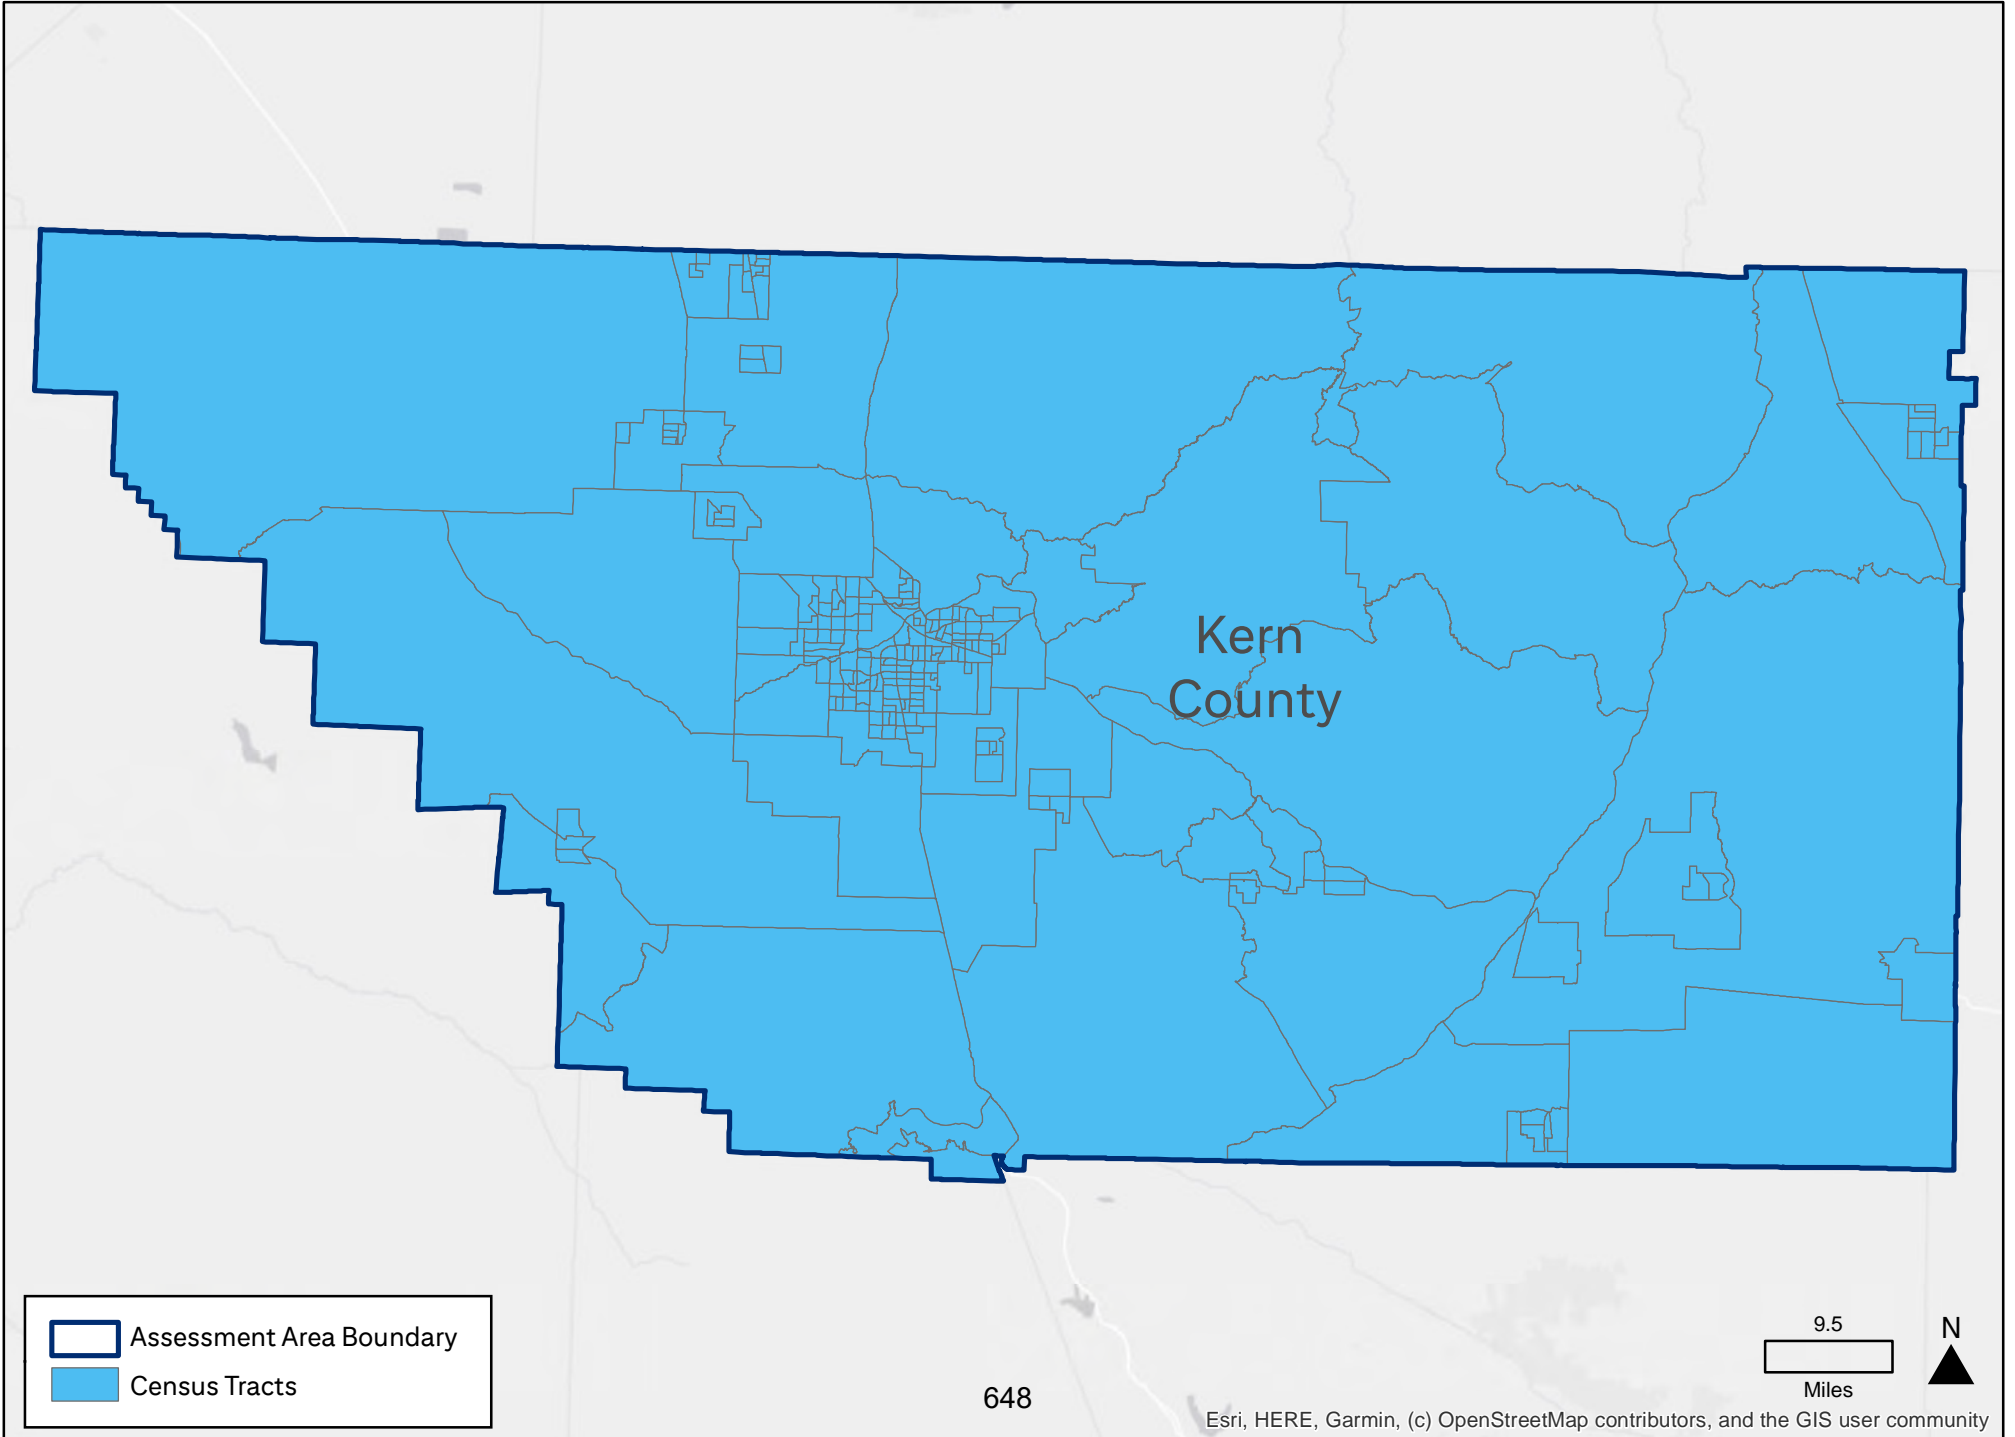 Kern
County
Assessment Area Boundary
Census Tracts
648
9.5
Miles
N
Esri, HERE, Garmin, (c) OpenStreetMap contributors, and the GIS user community